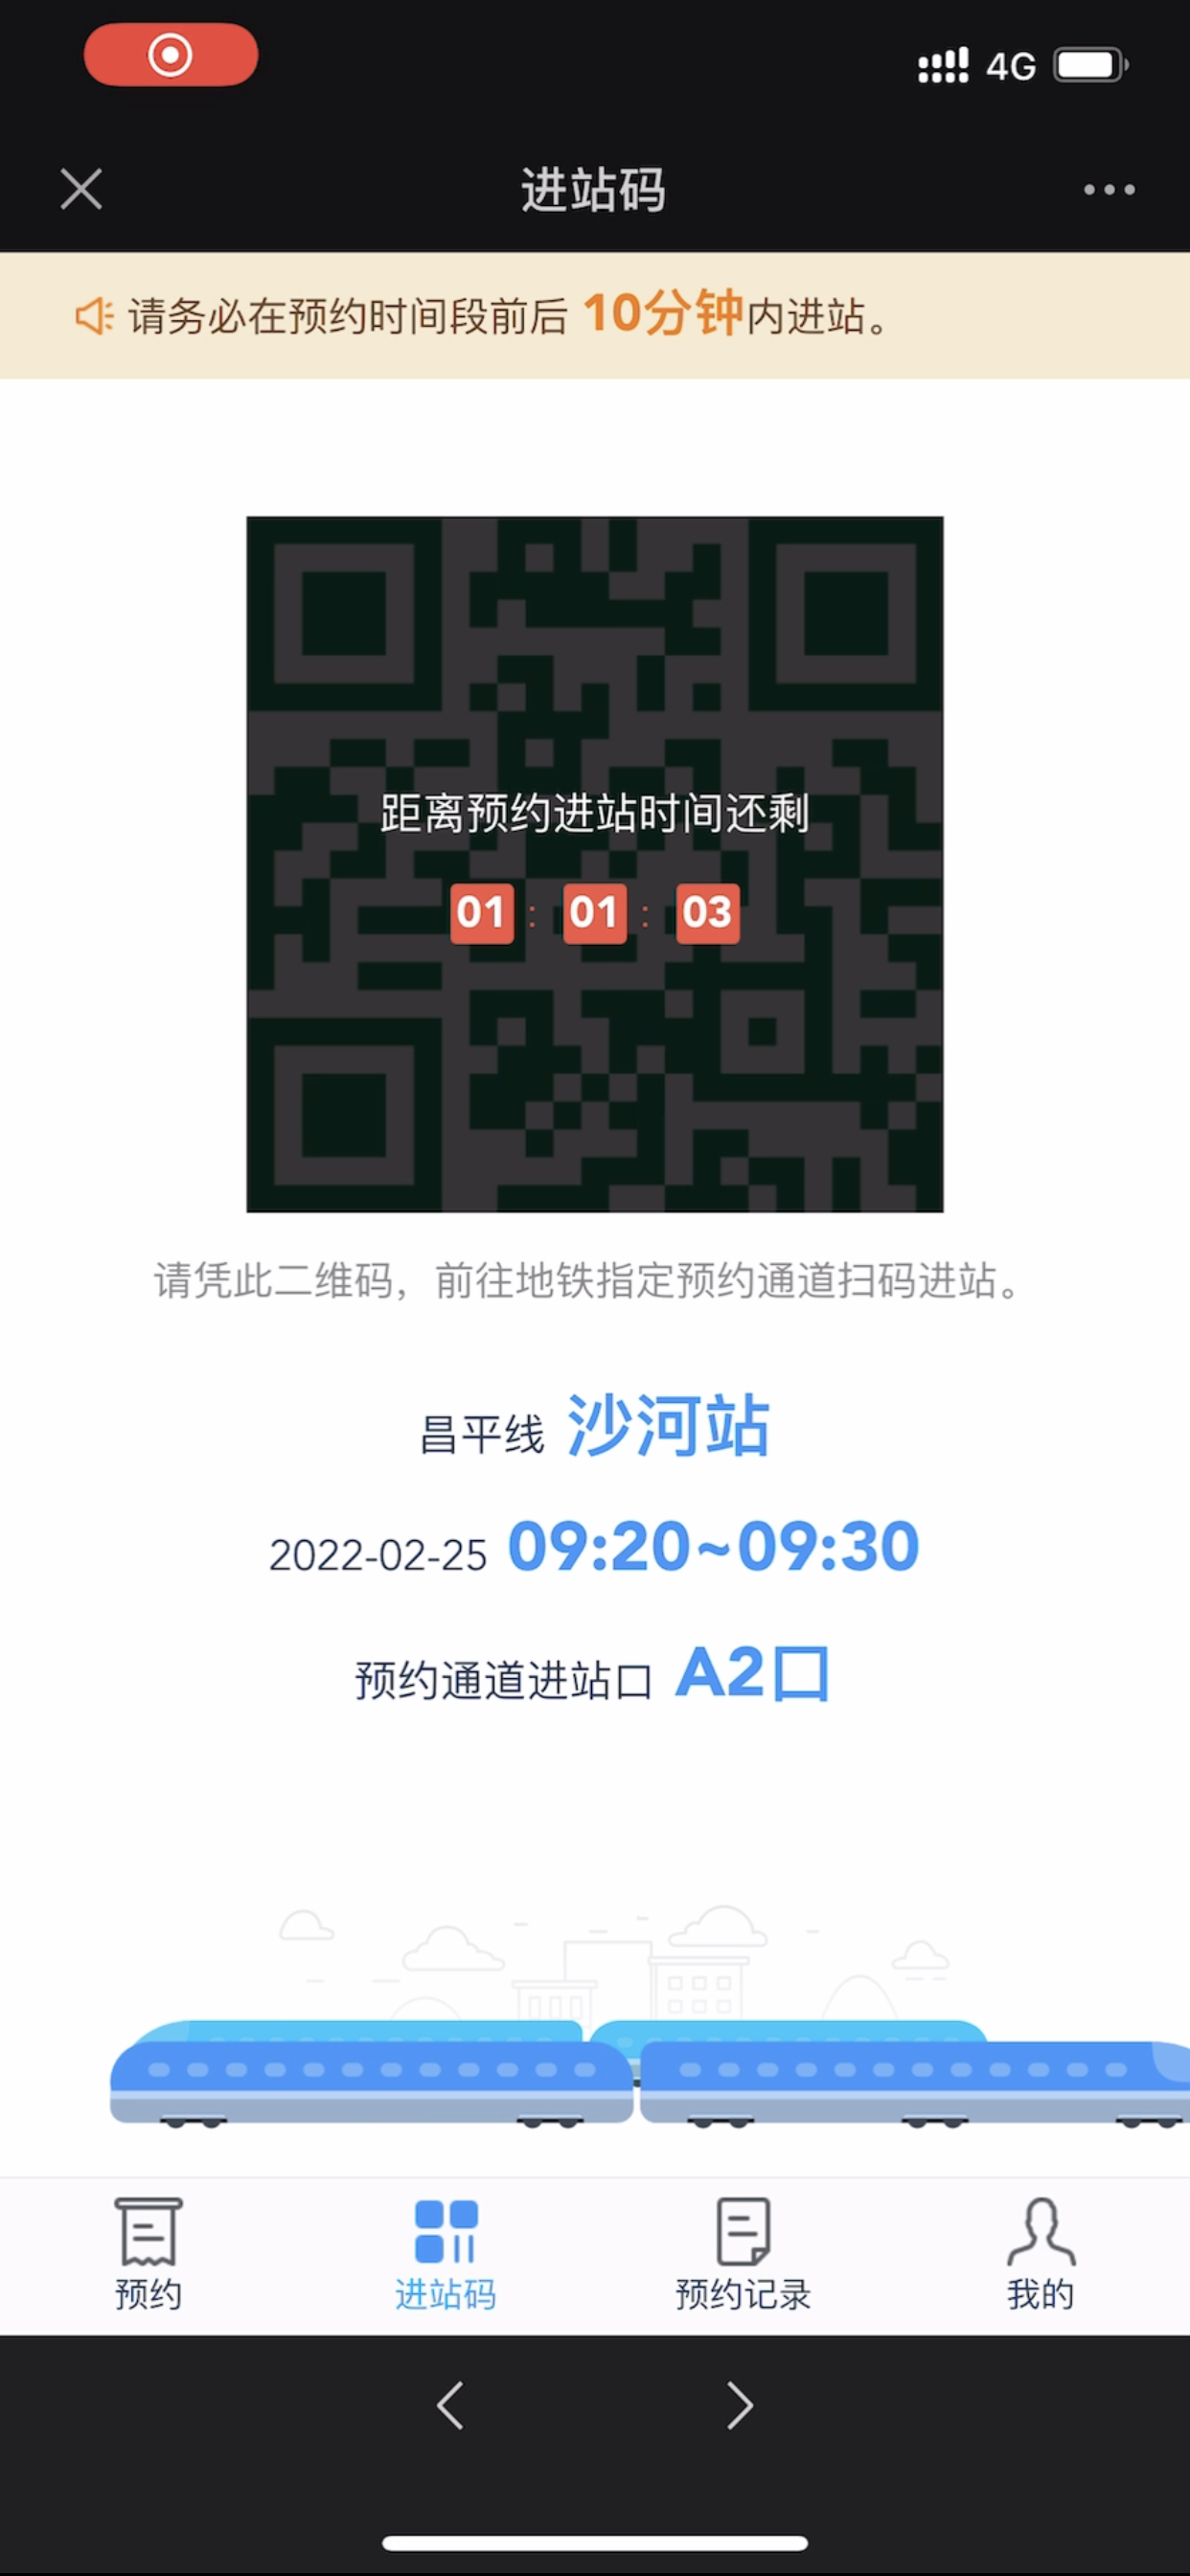 4G
进站码
请务必在预约时间段前后 10分钟内进站。
距离预约进站时间还剩
01 : 01 : 03
请凭此二维码，前往地铁指定预约通道扫码进站。
昌平线 沙河站
2022-02-25 09:20~09:30
预约通道进站口 A2口
预约 进站码 预约记录 我的